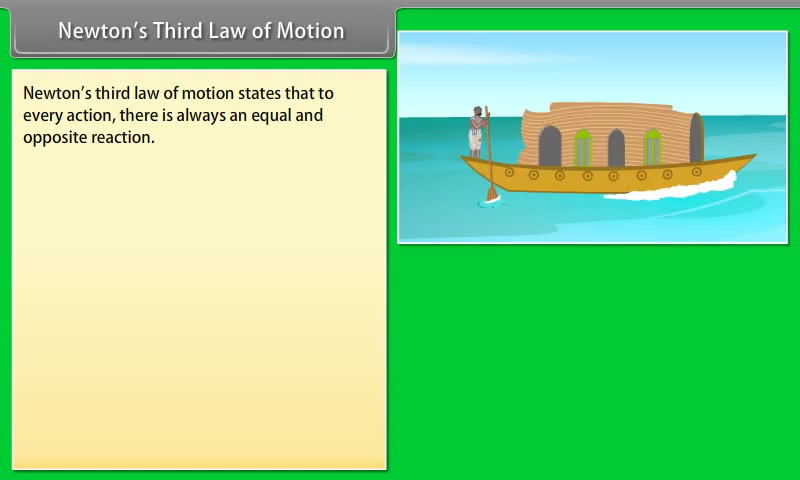 Newton’s Third Law of Motion
Newton’s third law of motion states that to
every action, there is always an equal and
opposite reaction.